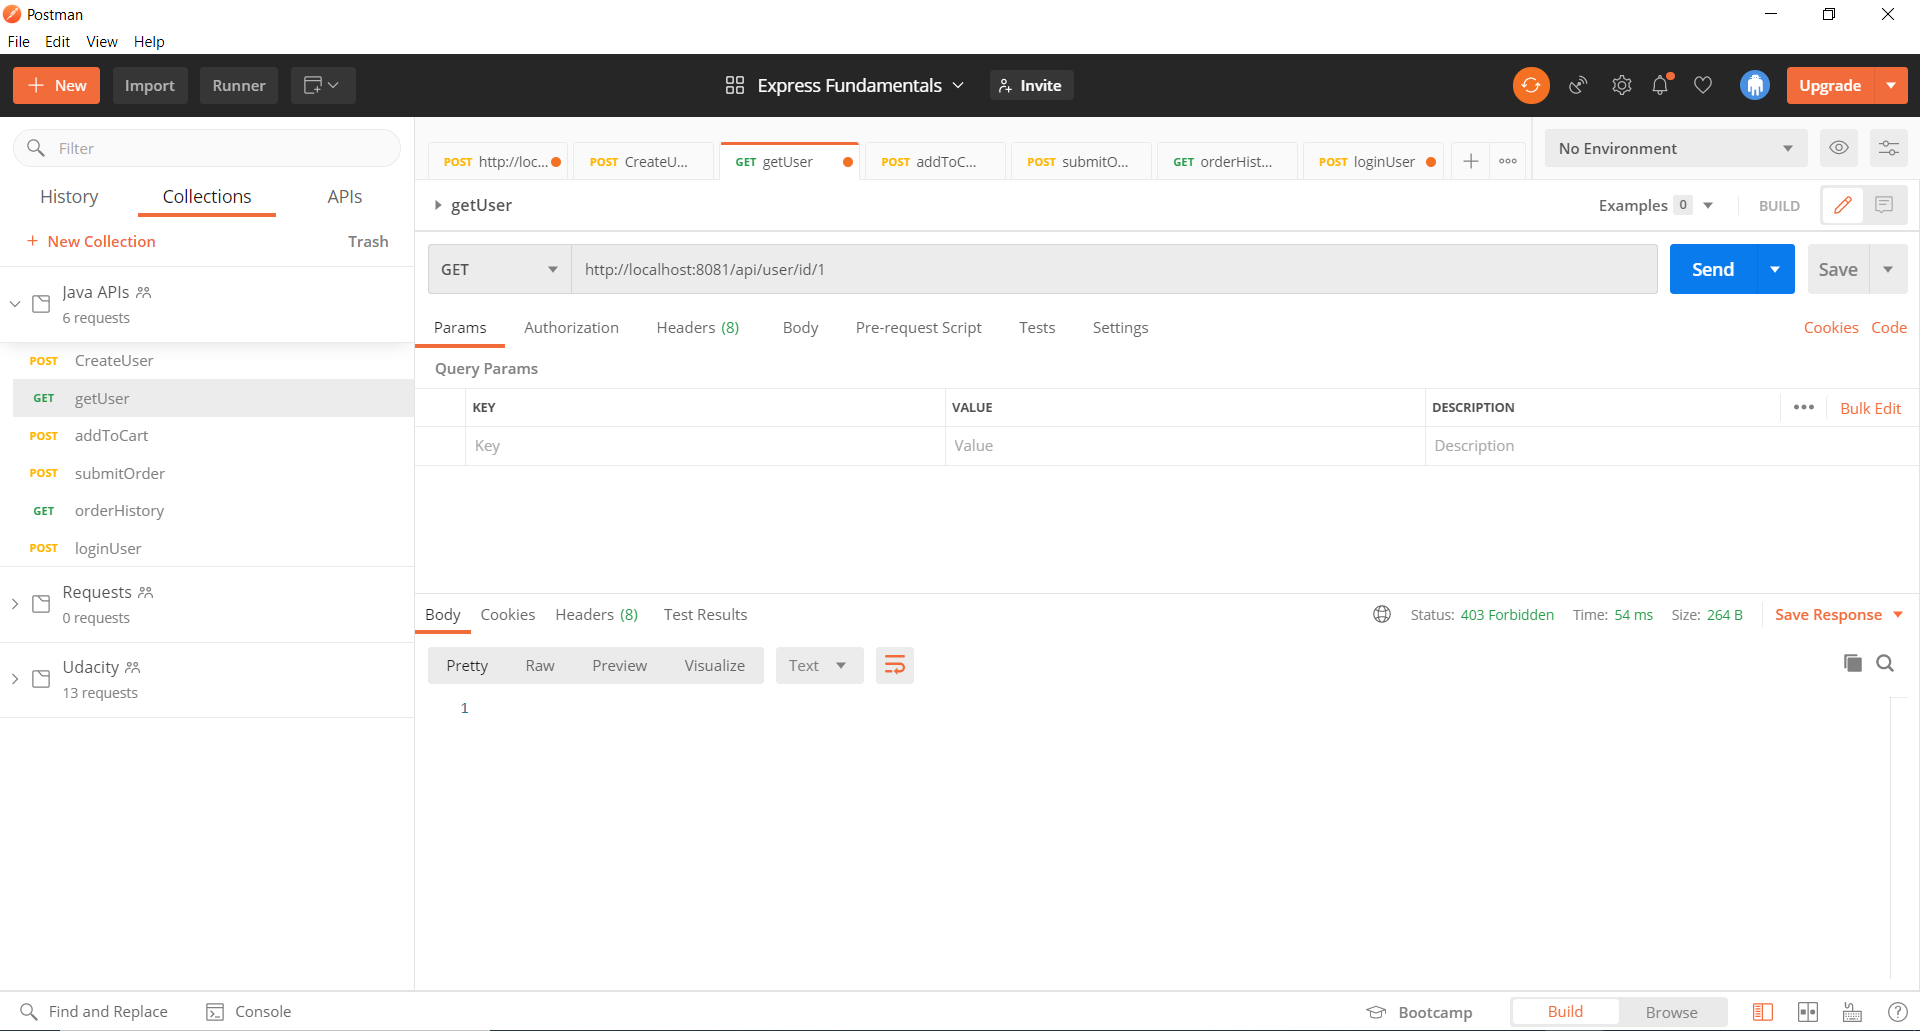 Postman
File Edit View Help
New Import Runner Express Fundamentals Invite Upgrade
Filter
History Collections APIs
+ New Collection Trash
Java APIs
6 requests
POST CreateUser
GET getUser
POST addToCart
POST submitOrder
GET orderHistory
POST loginUser
Requests
0 requests
Udacity
13 requests
POST http://loc... POST CreateU... GET getUser POST addToC... POST submitO... GET orderHist... POST loginUser + ••• No Environment
getUser Examples 0 BUILD
GET http://localhost:8081/api/user/id/1 Send Save
Params Authorization Headers (8) Body Pre-request Script Tests Settings Cookies Code
Query Params
KEY VALUE DESCRIPTION ••• Bulk Edit
Key Value Description
Body Cookies Headers (8) Test Results Status: 403 Forbidden Time: 54 ms Size: 264 B Save Response
Pretty Raw Preview Visualize Text
1
Find and Replace Console Bootcamp Build Browse ?